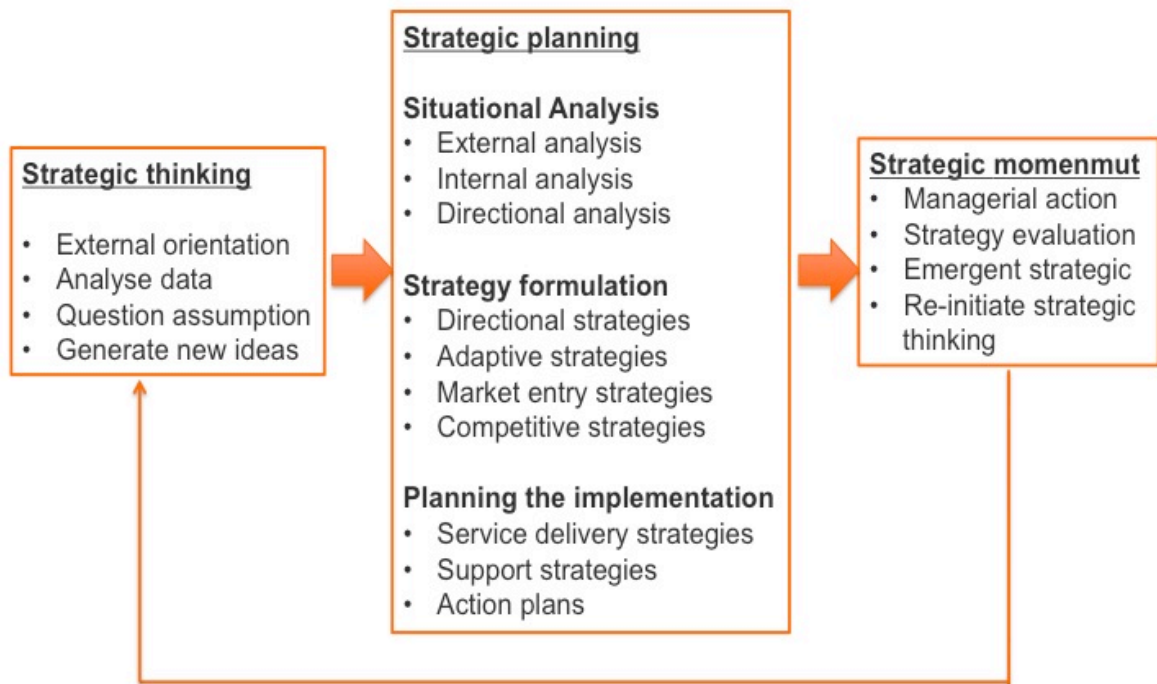 Strategic thinking
• External orientation
• Analyse data
• Question assumption
• Generate new ideas
Strategic planning
Situational Analysis
• External analysis
• Internal analysis
• Directional analysis
Strategy formulation
• Directional strategies
• Adaptive strategies
• Market entry strategies
• Competitive strategies
Planning the implementation
• Service delivery strategies
• Support strategies
• Action plans
Strategic momenmut
• Managerial action
• Strategy evaluation
• Emergent strategic
• Re-initiate strategic
thinking